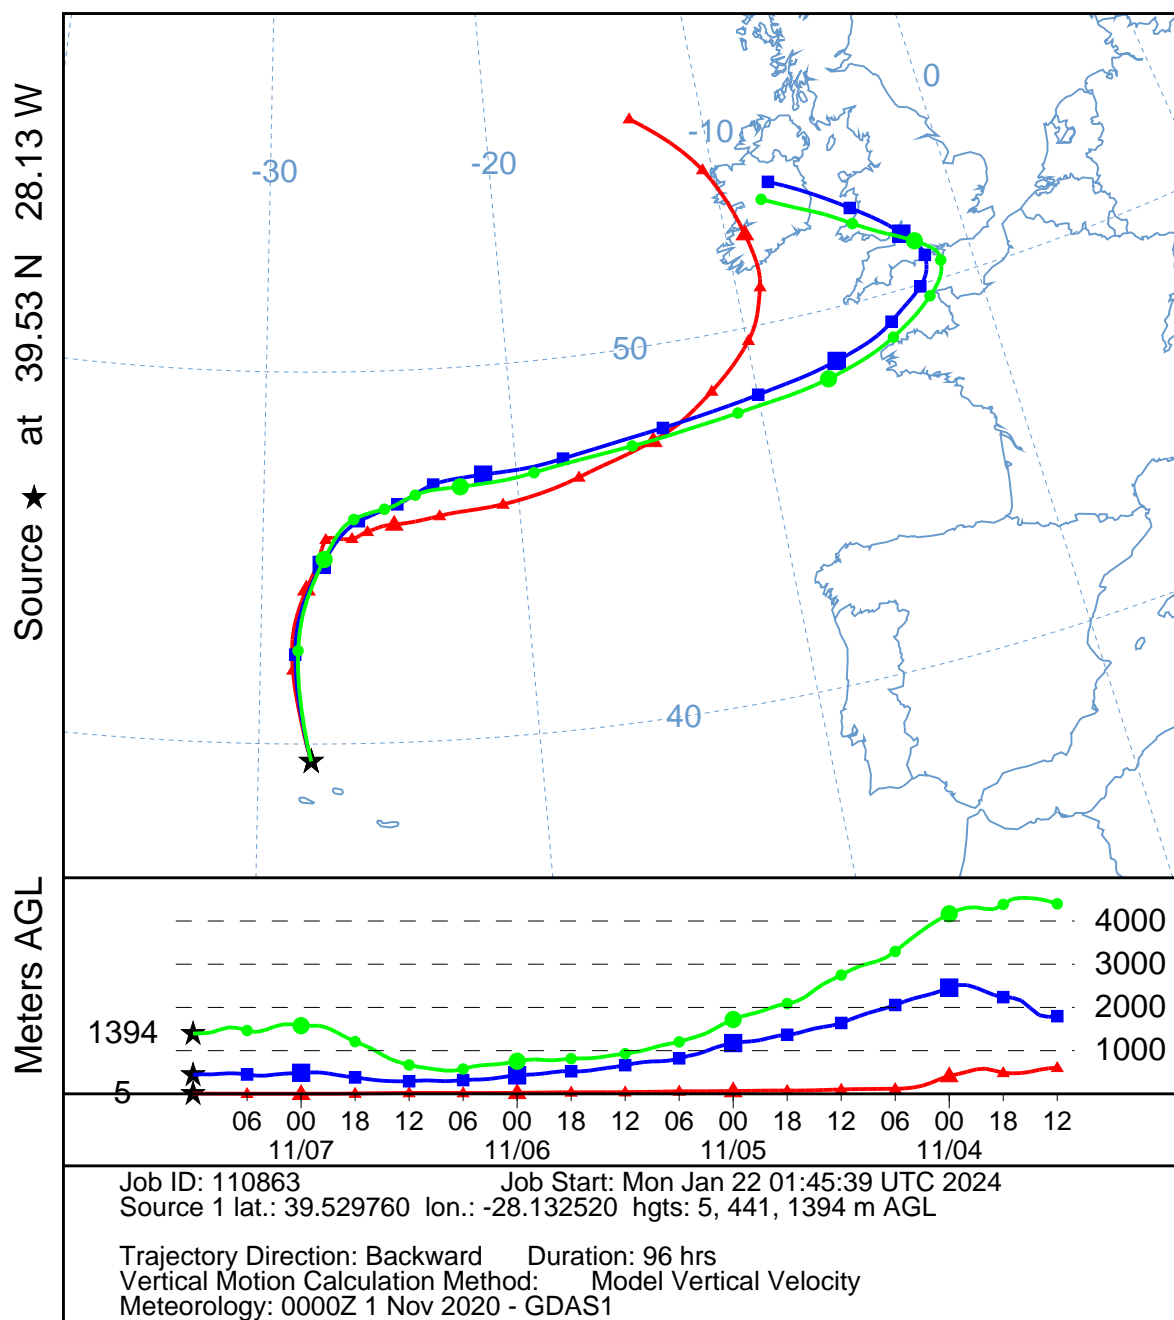 Source ★ at 39.53 N 28.13 W
-30
-20
-10
0
50
40
Meters AGL
4000
3000
2000
1000
1394
5
06 00 18 12 06 00 18 12 06 00 18 12 06 00 18 12
11/07 11/06 11/05 11/04
Job ID: 110863 Job Start: Mon Jan 22 01:45:39 UTC 2024
Source 1 lat.: 39.529760 lon.: -28.132520 hgts: 5, 441, 1394 m AGL
Trajectory Direction: Backward Duration: 96 hrs
Vertical Motion Calculation Method: Model Vertical Velocity
Meteorology: 0000Z 1 Nov 2020 - GDAS1